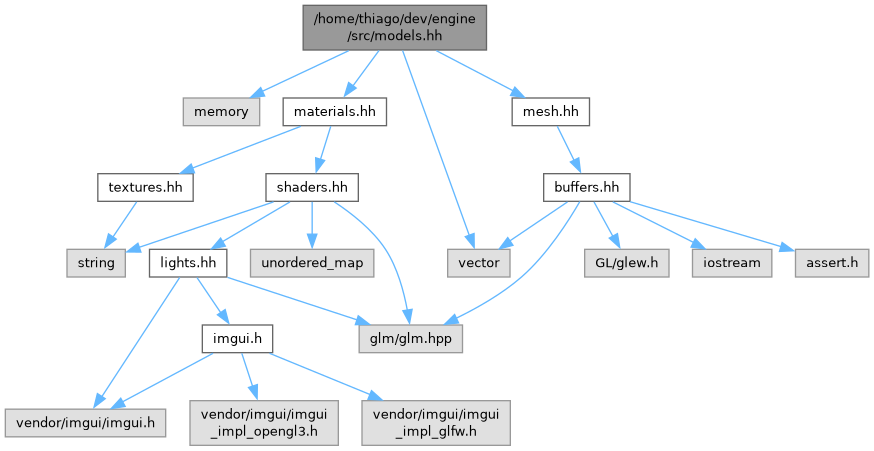 /home/thiago/dev/engine
/src/models.hh
memory
materials.hh
mesh.hh
textures.hh
shaders.hh
buffers.hh
string
lights.hh
unordered_map
vector
GL/glew.h
iostream
assert.h
imgui.h
glm/glm.hpp
vendor/imgui/imgui.h
vendor/imgui/imgui
_impl_opengl3.h
vendor/imgui/imgui
_impl_glfw.h